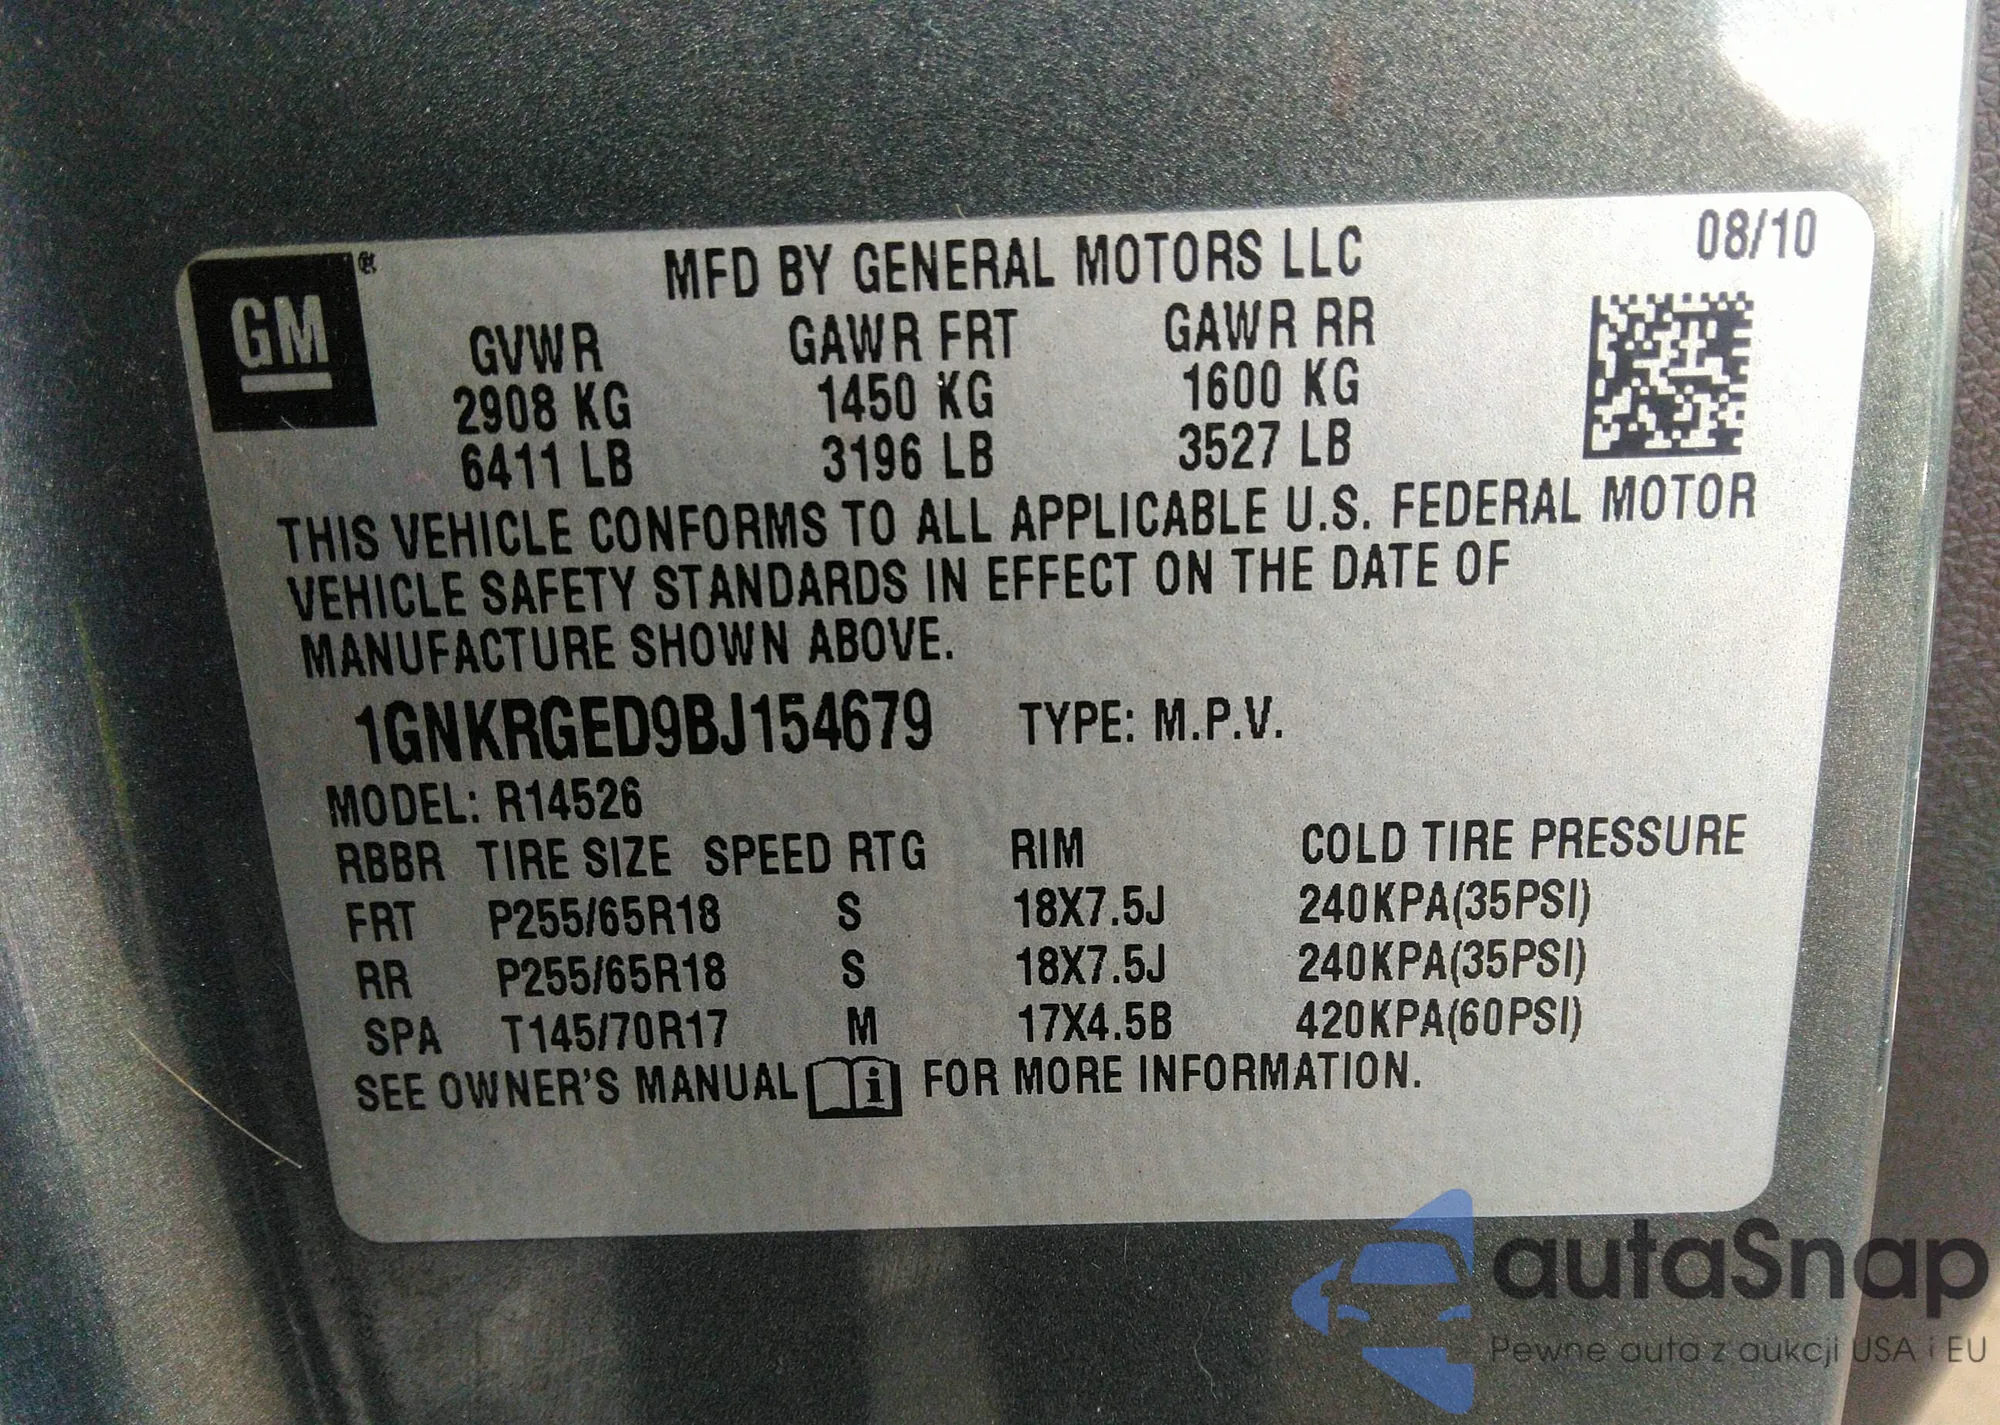 GM
MFD BY GENERAL MOTORS LLC
08/10
GVWR GAWR FRT GAWR RR
2908 KG 1450 KG 1600 KG
6411 LB 3196 LB 3527 LB
THIS VEHICLE CONFORMS TO ALL APPLICABLE U.S. FEDERAL MOTOR
VEHICLE SAFETY STANDARDS IN EFFECT ON THE DATE OF
MANUFACTURE SHOWN ABOVE.
1GNKRGED9BJ154679 TYPE: M.P.V.
MODEL: R14526
RBBR TIRE SIZE SPEED RTG RIM COLD TIRE PRESSURE
FRT P255/65R18 S 18X7.5J 240KPA(35PSI)
RR P255/65R18 S 18X7.5J 240KPA(35PSI)
SPA T145/70R17 M 17X4.5B 420KPA(60PSI)
SEE OWNER'S MANUAL i FOR MORE INFORMATION.
autaSnap
Pewne auta z aukcji USA i EU